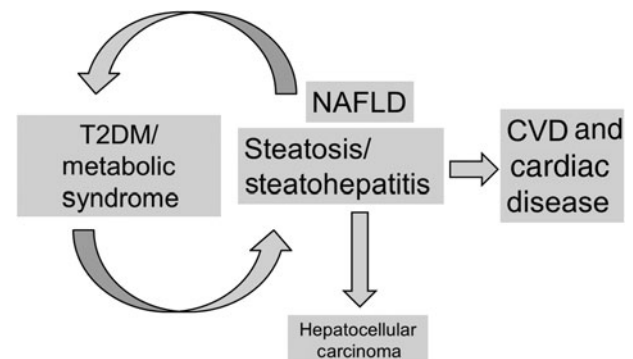 NAFLD
T2DM/
metabolic
syndrome
Steatosis/
steatohepatitis
CVD and
cardiac
disease
Hepatocellular
carcinoma